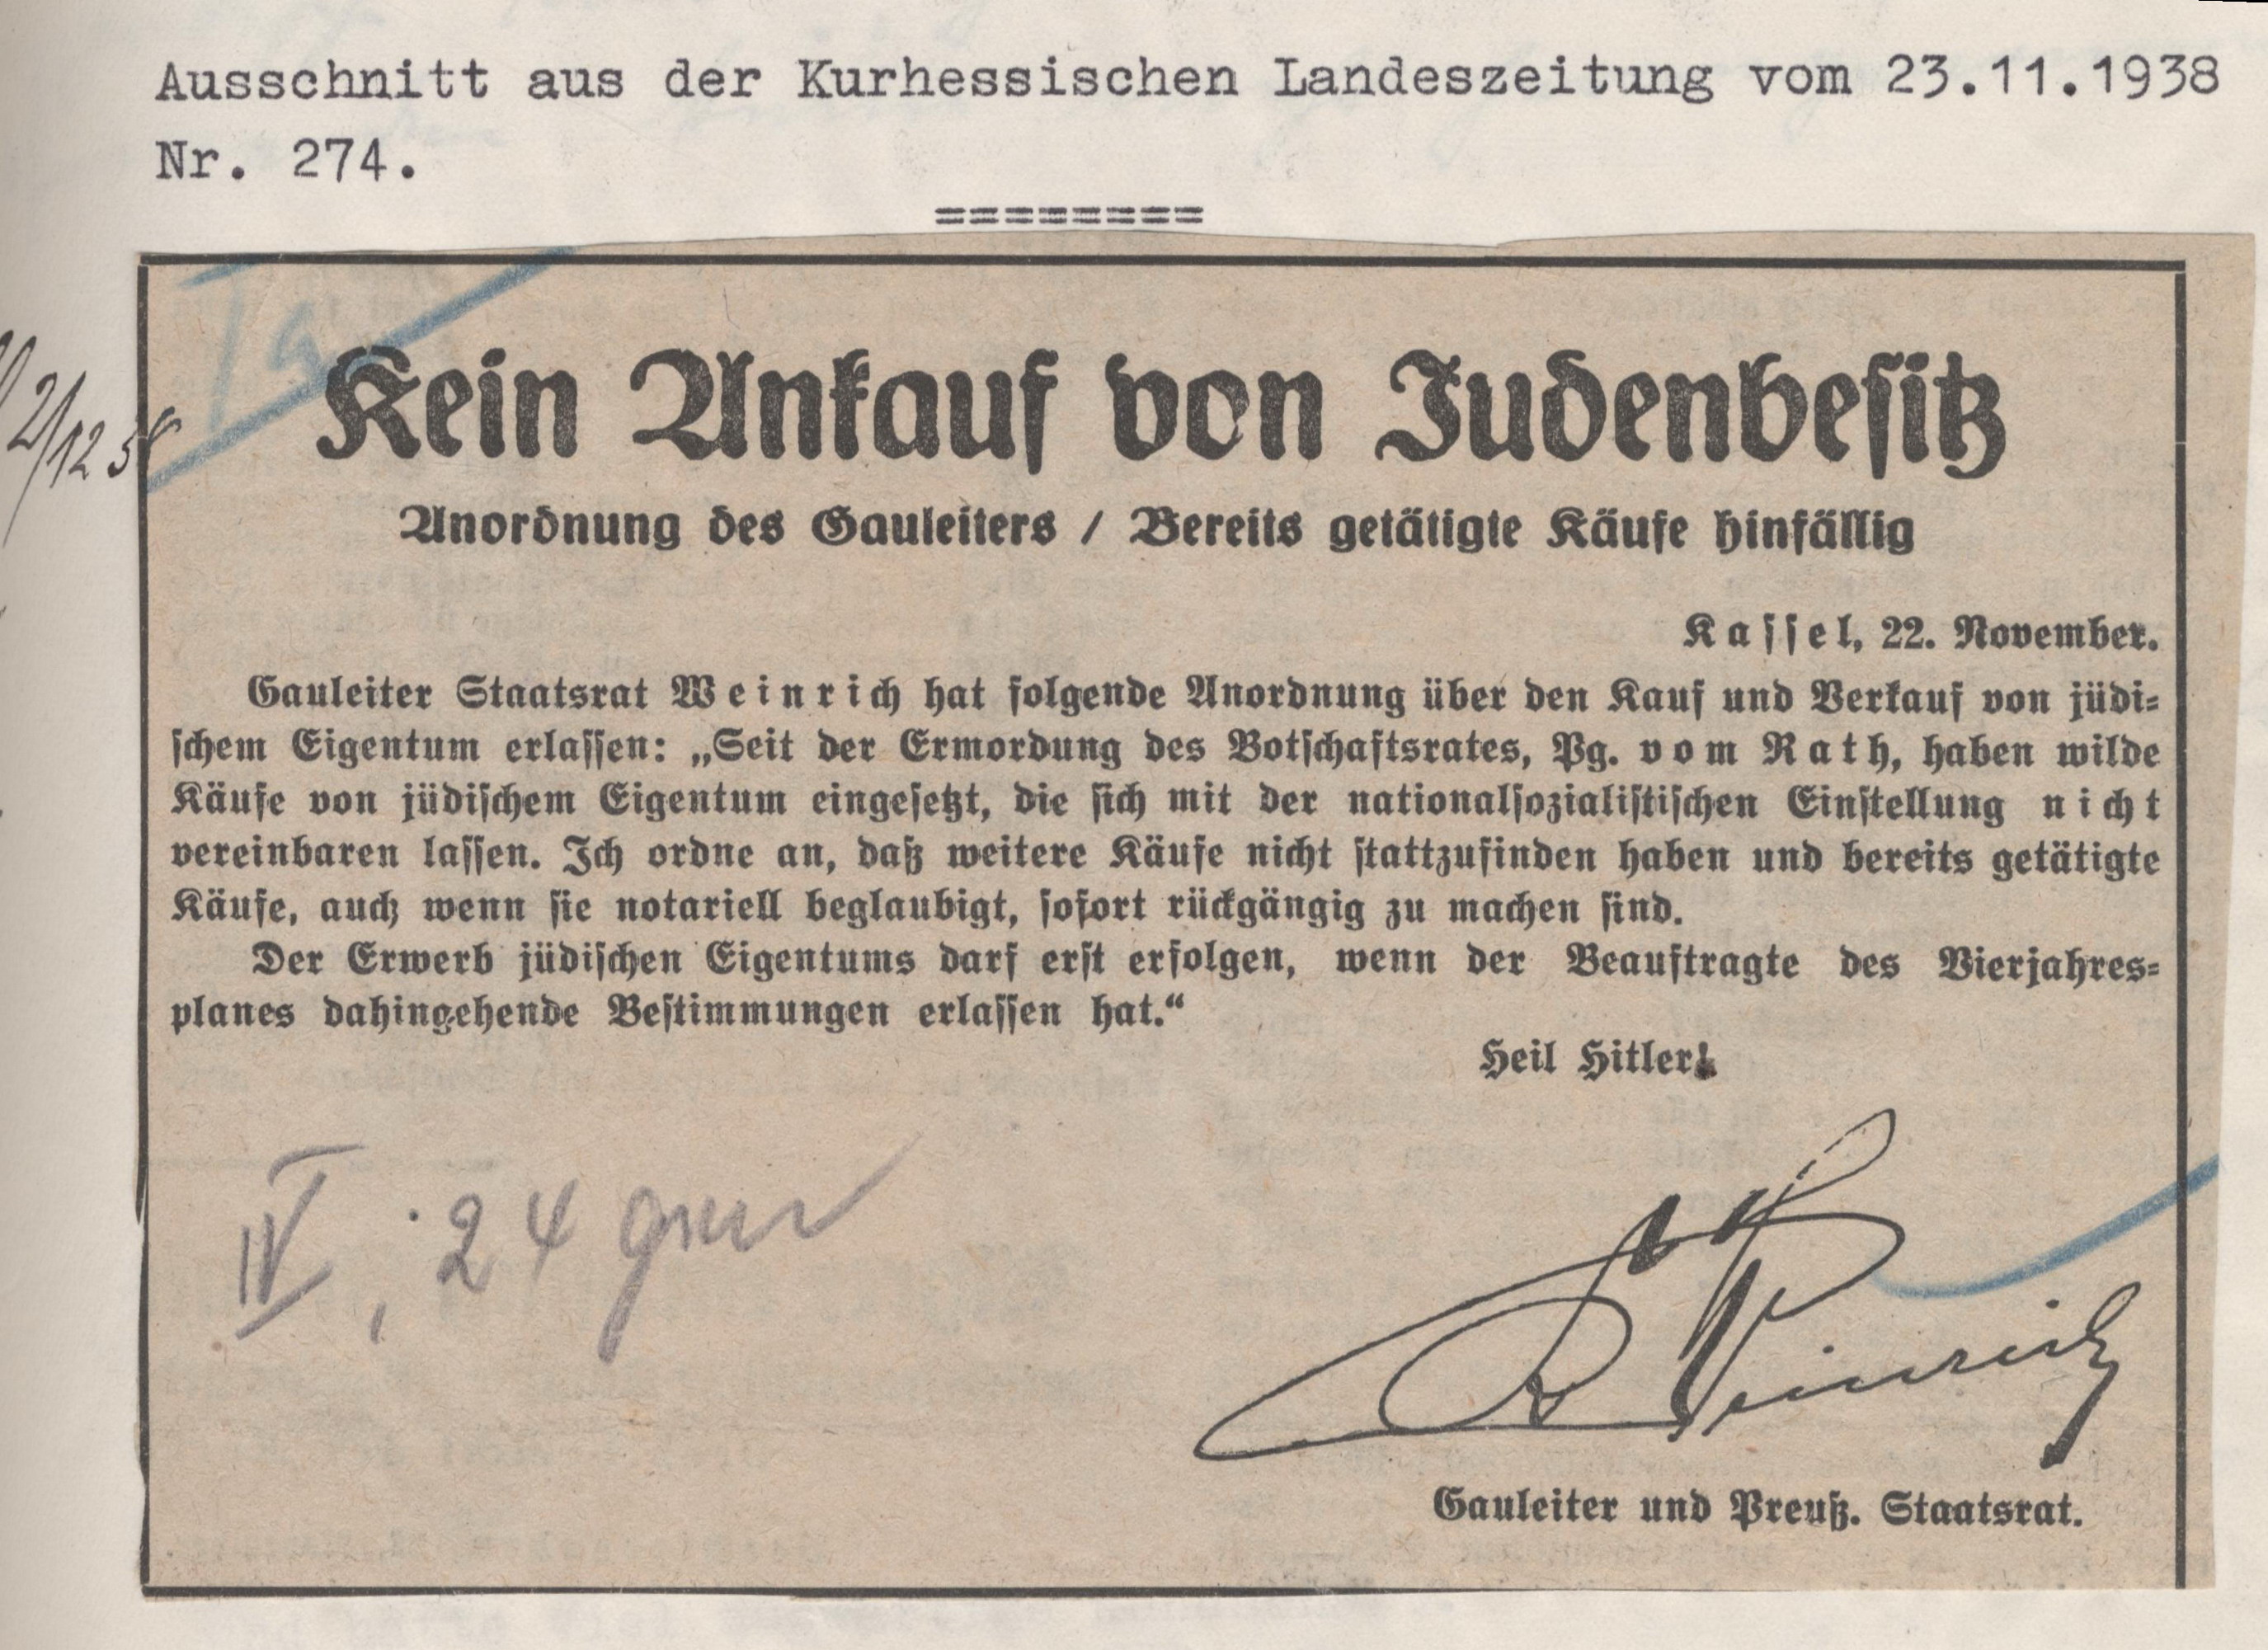 Ausschnitt aus der Kurhessischen Landeszeitung vom 23.11.1938
Nr. 274.
========
Kein Ankauf von Judenbesitz
Anordnung des Gauleiters / Bereits getätigte Käufe hinfällig
Kassel, 22. November.
Gauleiter Staatsrat Weinrich hat folgende Anordnung über den Kauf und Verkauf von jüdi-
schem Eigentum erlassen: „Seit der Ermordung des Botschaftsrates, Pg. vom Rath, haben wilde
Käufe von jüdischem Eigentum eingesetzt, die sich mit der nationalsozialistischen Einstellung nicht
vereinbaren lassen. Ich ordne an, daß weitere Käufe nicht stattzufinden haben und bereits getätigte
Käufe, auch wenn sie notariell beglaubigt, sofort rückgängig zu machen sind.
Der Erwerb jüdischen Eigentums darf erst erfolgen, wenn der Beauftragte des Vierjahres-
planes dahingehende Bestimmungen erlassen hat.“
Heil Hitler!
IV, 24
Weinrich
Gauleiter und Preuß. Staatsrat.